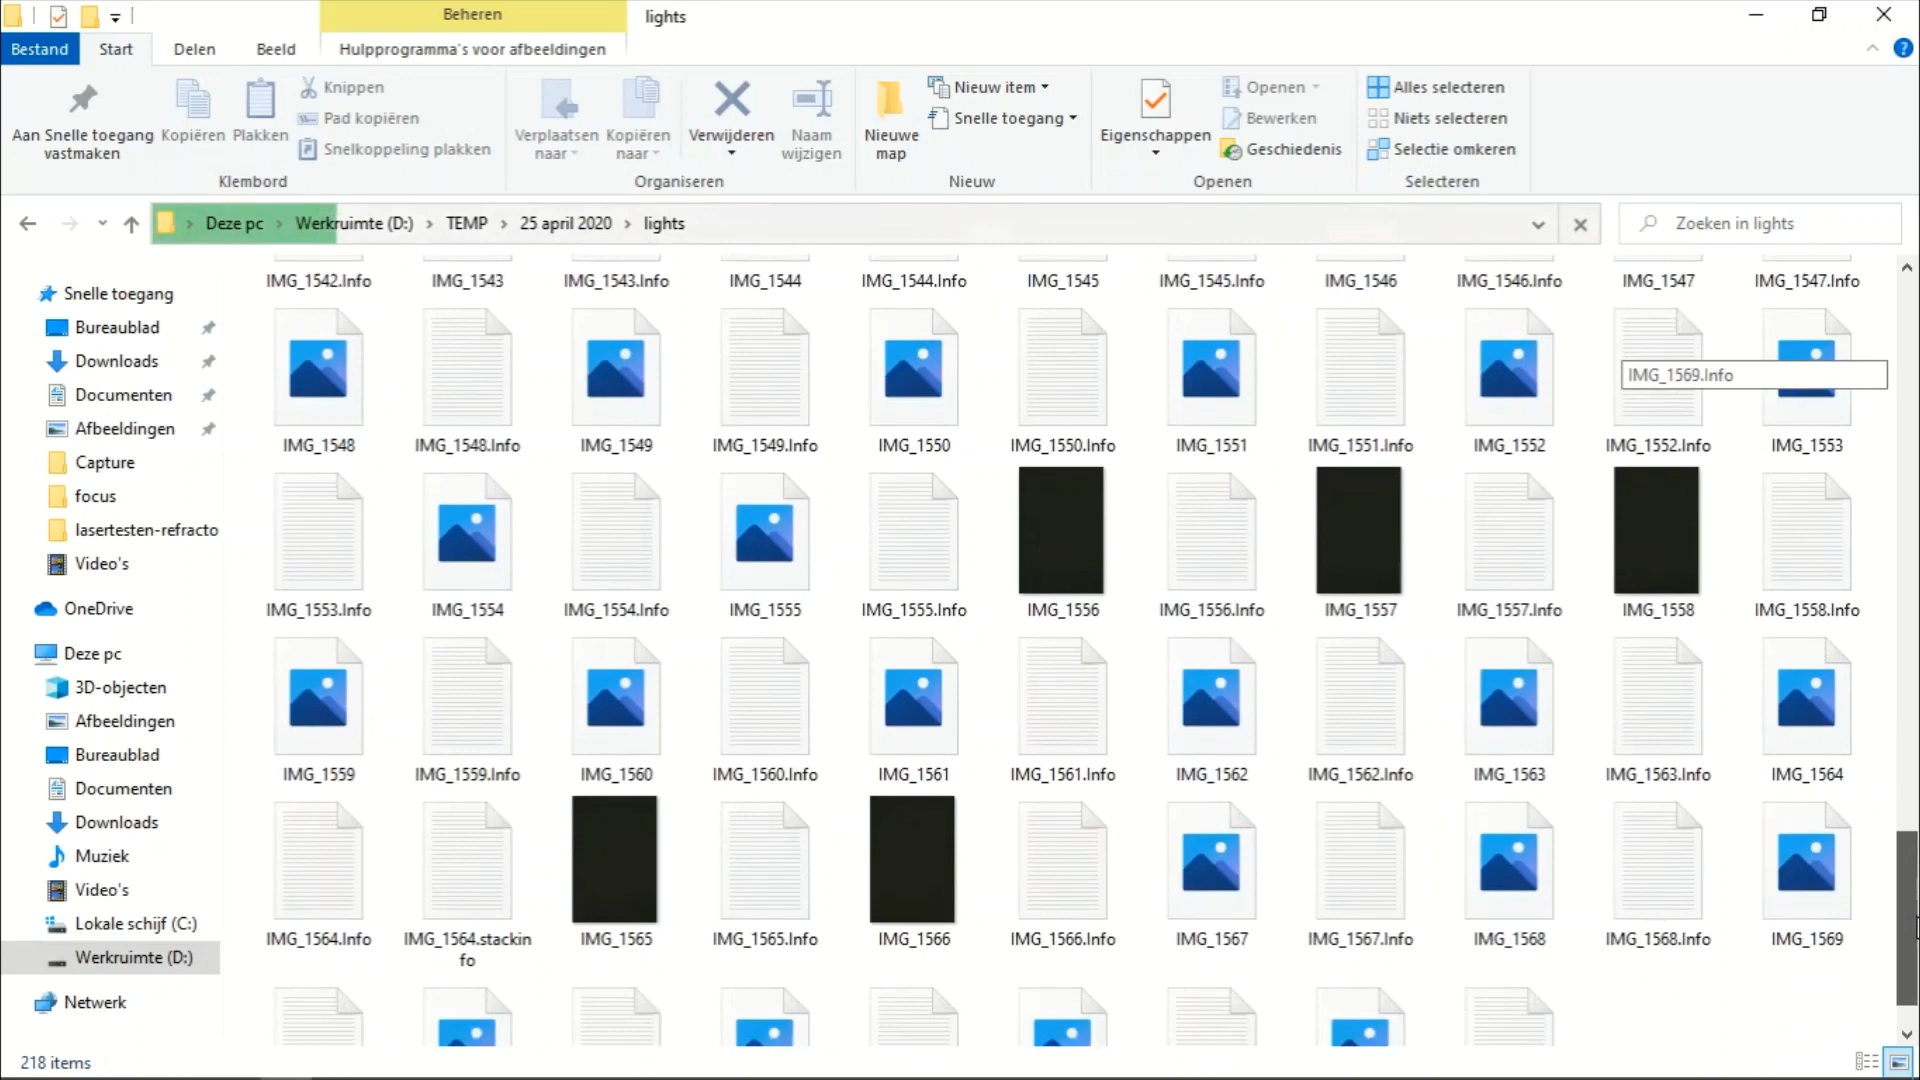 Beheren
lights
Bestand
Start
Delen
Beeld
Hulpprogramma's voor afbeeldingen
Aan Snelle toegang
vastmaken
Kopiëren
Plakken
Knippen
Pad kopiëren
Snelkoppeling plakken
Klembord
Verplaatsen
naar
Kopiëren
naar
Verwijderen
Naam
wijzigen
Organiseren
Nieuwe
map
Nieuw item
Snelle toegang
Nieuw
Eigenschappen
Openen
Bewerken
Geschiedenis
Openen
Alles selecteren
Niets selecteren
Selectie omkeren
Selecteren
Deze pc › Werkruimte (D:) › TEMP › 25 april 2020 › lights
Zoeken in lights
Snelle toegang
Bureaublad
Downloads
Documenten
Afbeeldingen
Capture
focus
lasertesten-refracto
Video's
OneDrive
Deze pc
3D-objecten
Afbeeldingen
Bureaublad
Documenten
Downloads
Muziek
Video's
Lokale schijf (C:)
Werkruimte (D:)
Netwerk
IMG_1542.Info IMG_1543 IMG_1543.Info IMG_1544 IMG_1544.Info IMG_1545 IMG_1545.Info IMG_1546 IMG_1546.Info IMG_1547 IMG_1547.Info
IMG_1569.Info
IMG_1548 IMG_1548.Info IMG_1549 IMG_1549.Info IMG_1550 IMG_1550.Info IMG_1551 IMG_1551.Info IMG_1552 IMG_1552.Info IMG_1553
IMG_1553.Info IMG_1554 IMG_1554.Info IMG_1555 IMG_1555.Info IMG_1556 IMG_1556.Info IMG_1557 IMG_1557.Info IMG_1558 IMG_1558.Info
IMG_1559 IMG_1559.Info IMG_1560 IMG_1560.Info IMG_1561 IMG_1561.Info IMG_1562 IMG_1562.Info IMG_1563 IMG_1563.Info IMG_1564
IMG_1564.Info IMG_1564.stackin IMG_1565 IMG_1565.Info IMG_1566 IMG_1566.Info IMG_1567 IMG_1567.Info IMG_1568 IMG_1568.Info IMG_1569
fo
218 items